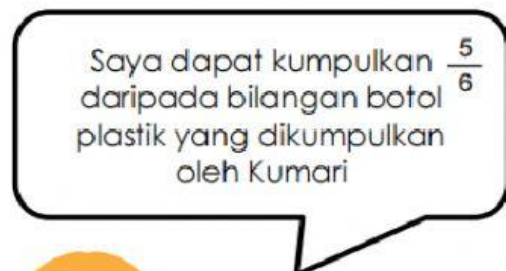 Saya dapat kumpulkan 5/6
daripada bilangan botol
plastik yang dikumpulkan
oleh Kumari